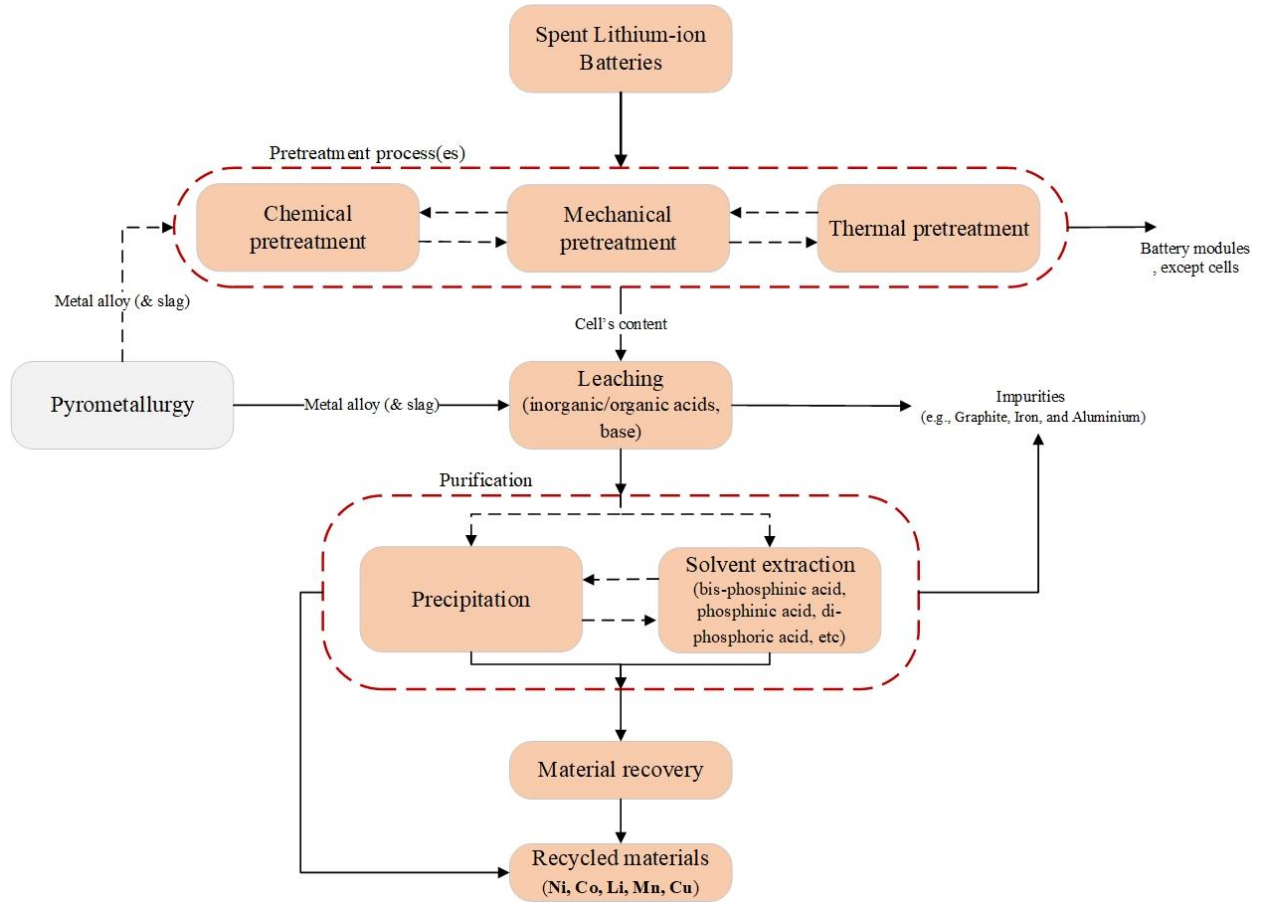 Spent Lithium-ion
Batteries
Pretreatment process(es)
Chemical
pretreatment
Mechanical
pretreatment
Thermal pretreatment
Battery modules
, except cells
Metal alloy (& slag)
Cell's content
Pyrometallurgy
Metal alloy (& slag)
Leaching
(inorganic/organic acids,
base)
Impurities
(e.g., Graphite, Iron, and Aluminium)
Purification
Precipitation
Solvent extraction
(bis-phosphinic acid,
phosphinic acid, di-
phosphoric acid, etc)
Material recovery
Recycled materials
(Ni, Co, Li, Mn, Cu)